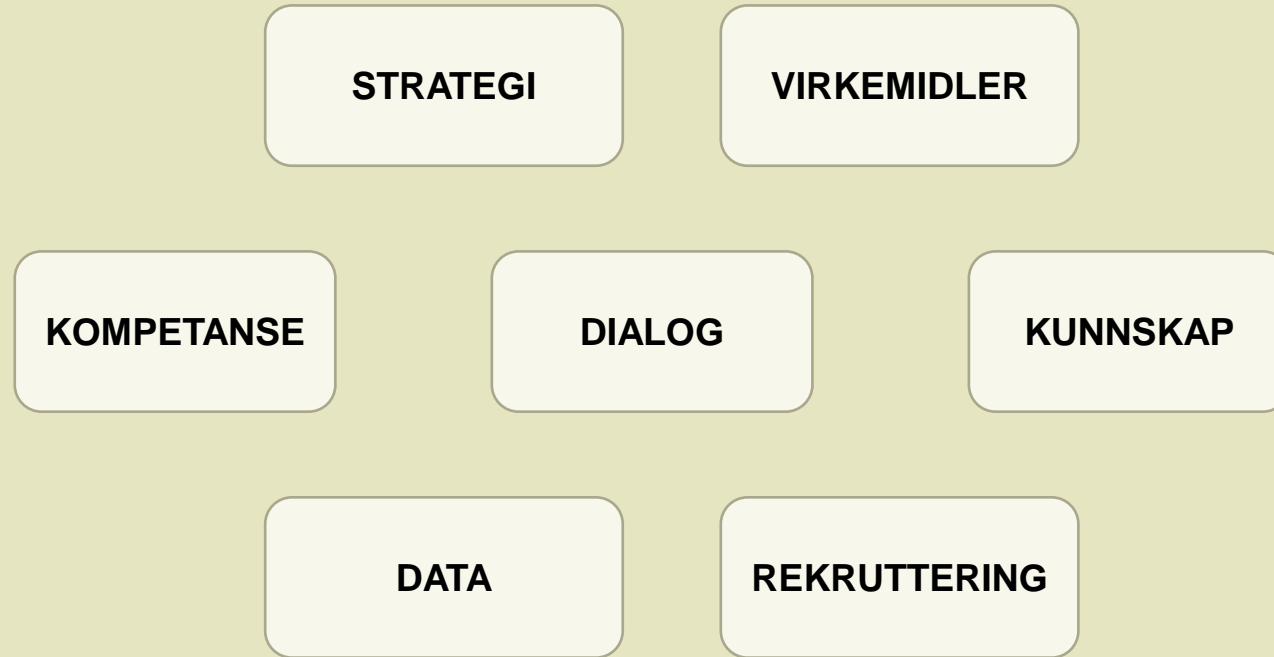 STRATEGI
VIRKEMIDLER
KOMPETANSE
DIALOG
KUNNSKAP
DATA
REKRUTTERING